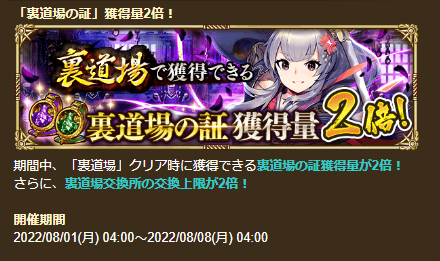 「裏道場の証」獲得量2倍！
裏道場で獲得できる
裏道場の証 獲得量2倍!
期間中、「裏道場」クリア時に獲得できる裏道場の証獲得量が2倍！
さらに、裏道場交換所の交換上限が2倍！
開催期間
2022/08/01(月) 04:00～2022/08/08(月) 04:00